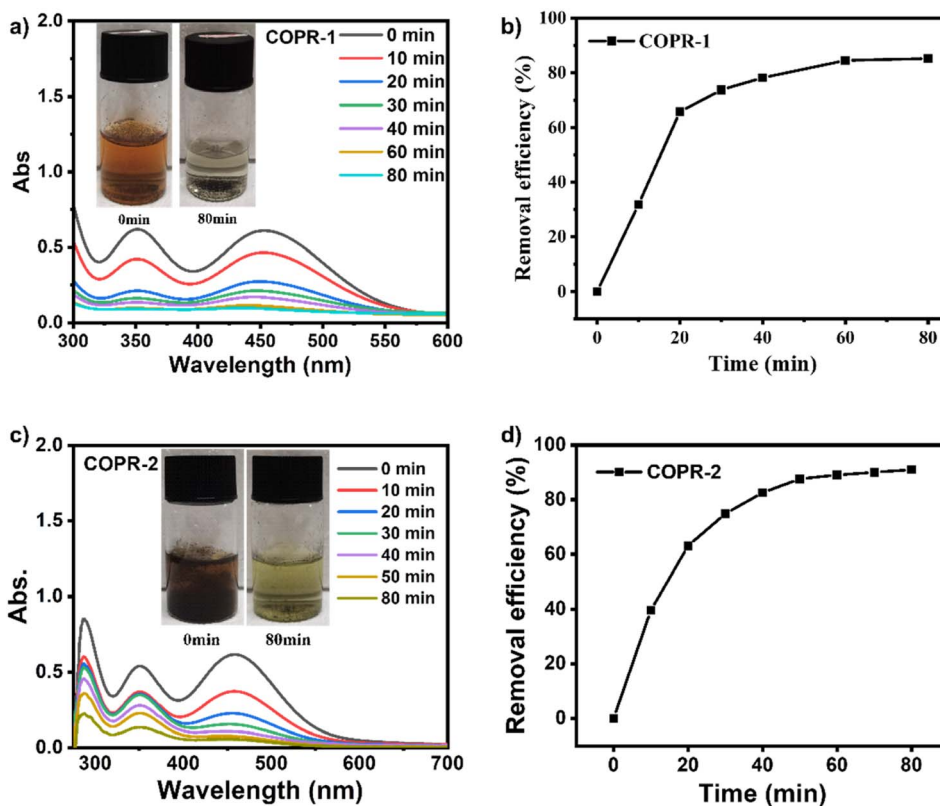 a)
COPR-1
0 min
10 min
20 min
30 min
40 min
60 min
80 min
0min
80min
2.0
1.5
1.0
0.5
0.0
Abs
300
350
400
450
500
550
600
Wavelength (nm)
b)
COPR-1
100
80
60
40
20
0
Removal efficiency (%)
0
20
40
60
80
Time (min)
c)
COPR-2
0 min
10 min
20 min
30 min
40 min
50 min
80 min
0min
80min
2.0
1.5
1.0
0.5
0.0
Abs.
300
400
500
600
700
Wavelength (nm)
d)
COPR-2
100
80
60
40
20
0
Removal efficiency (%)
0
20
40
60
80
Time (min)